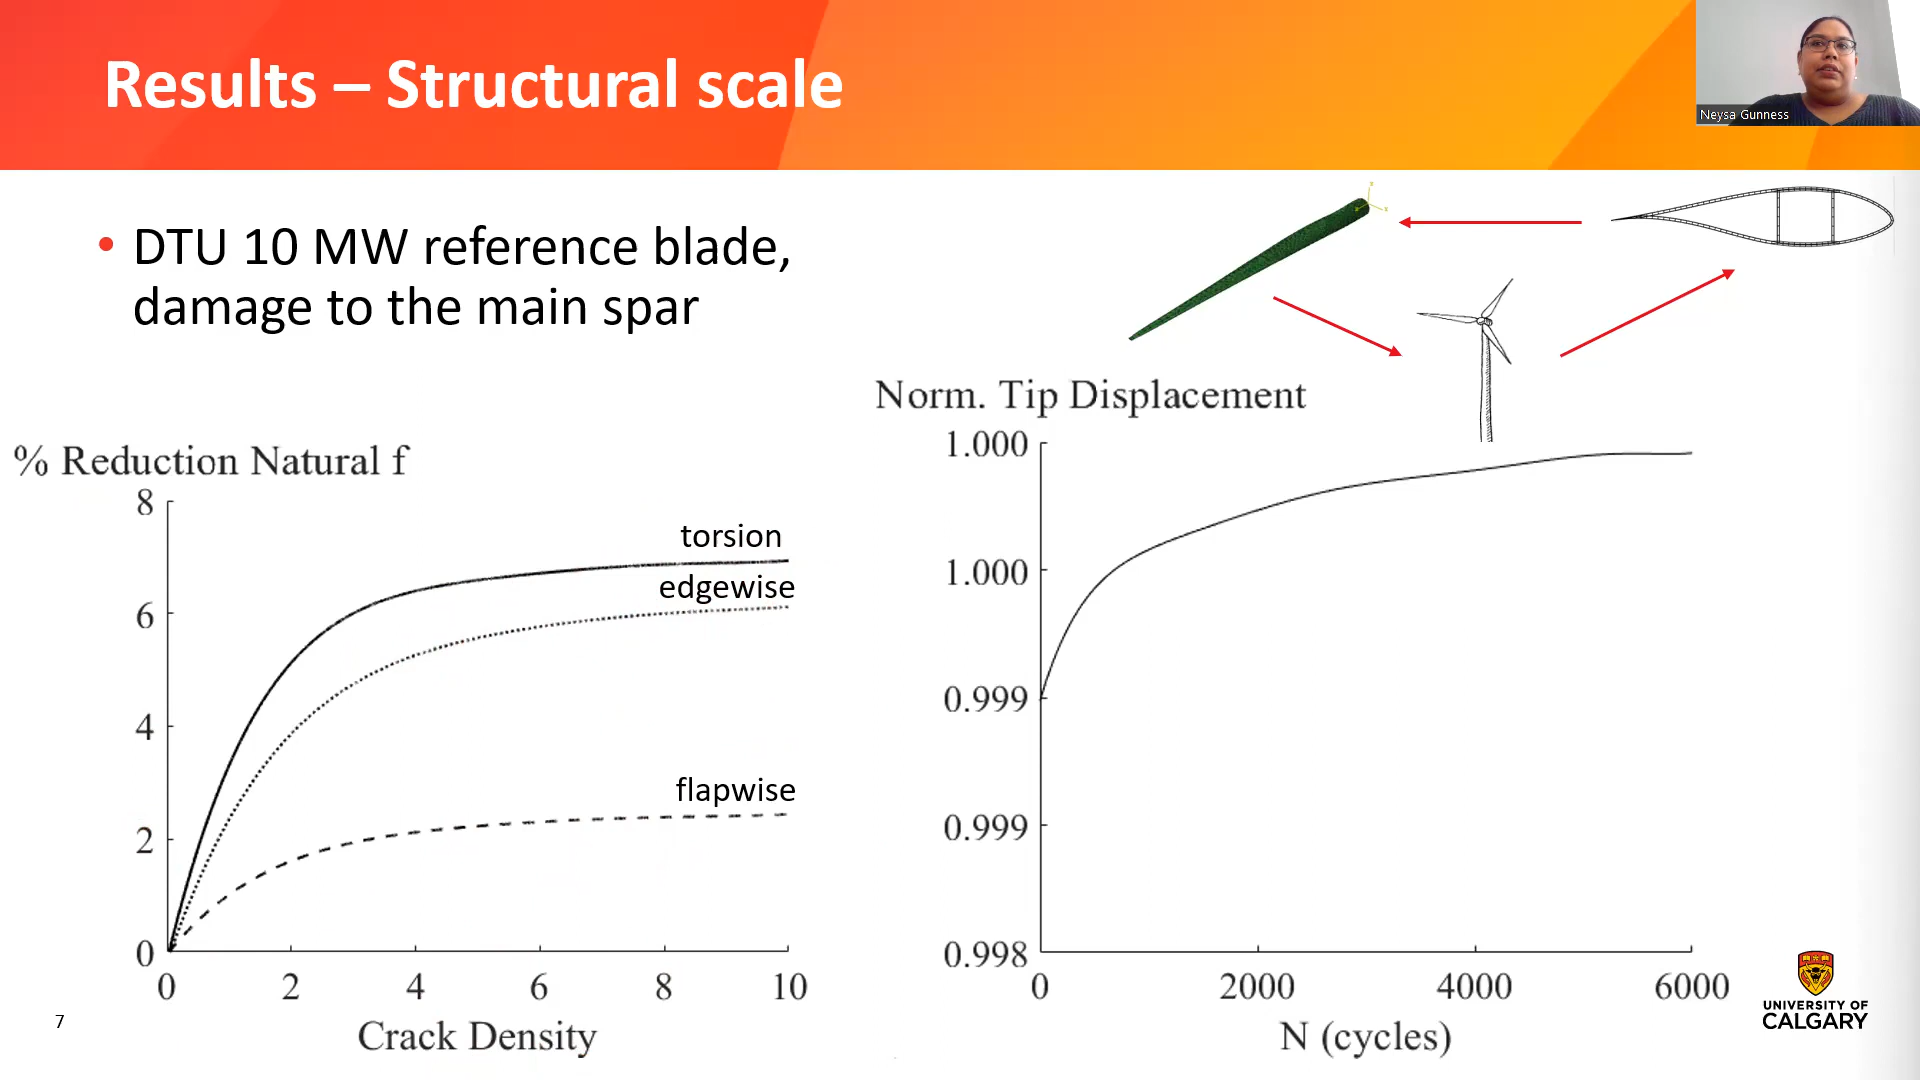 Results – Structural scale
Neysa Gunness
• DTU 10 MW reference blade,
damage to the main spar
% Reduction Natural f
8
6
4
2
0
0 2 4 6 8 10
Crack Density
torsion
edgewise
flapwise
Norm. Tip Displacement
1.000
1.000
0.999
0.999
0.998
0 2000 4000 6000
N (cycles)
7
UNIVERSITY OF
CALGARY